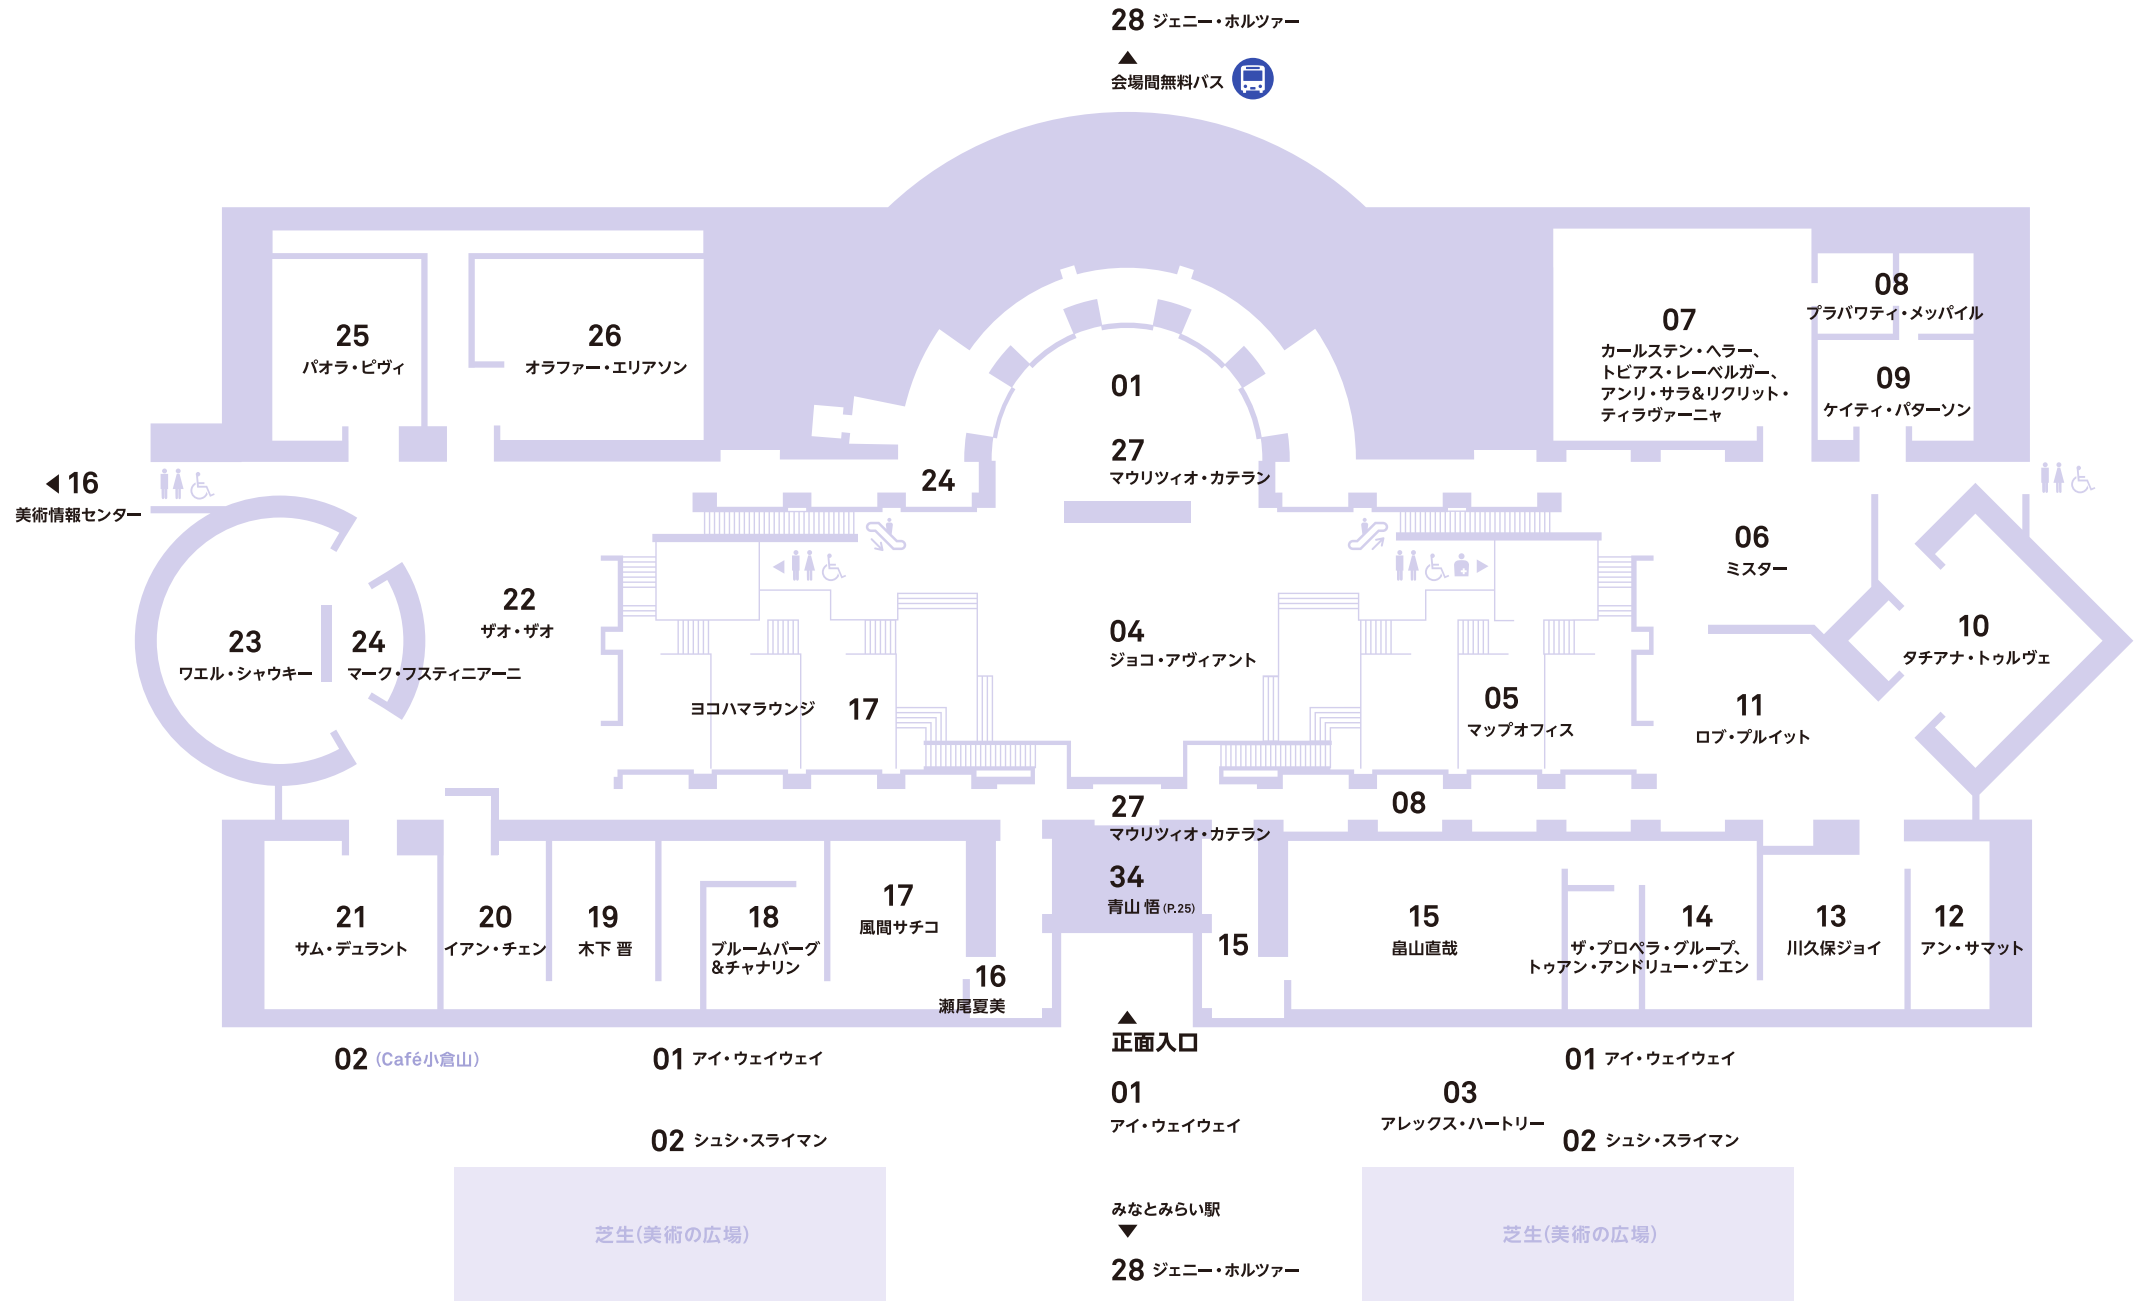 28 ジェニー・ホルツァー
会場間無料バス
25
パオラ・ピヴィ
26
オラファー・エリアソン
01
27
マウリツィオ・カテラン
24
07
カールステン・ヘラー、
トビアス・レーベルガー、
アンリ・サラ&リクリット・
ティラヴァーニャ
08
プラバワティ・メッパイル
09
ケイティ・パターソン
16
美術情報センター
23
ワエル・シャウキー
24
マーク・フスティニアーニ
22
ザオ・ザオ
ヨコハマラウンジ
17
04
ジョコ・アヴィアント
05
マップオフィス
06
ミスター
11
ロブ・プルイット
10
タチアナ・トゥルヴェ
27
マウリツィオ・カテラン
08
34
青山 悟(P.25)
21
サム・デュラント
20
イアン・チェン
19
木下 晋
18
ブルームバーグ
&チャナリン
17
風間サチコ
16
瀬尾夏美
15
15
畠山直哉
14
ザ・プロペラ・グループ、
トゥアン・アンドリュー・グエン
13
川久保ジョイ
12
アン・サマット
正面入口
02 (Café小倉山)
01 アイ・ウェイウェイ
01
アイ・ウェイウェイ
01 アイ・ウェイウェイ
03
アレックス・ハートリー
02 シュシ・スライマン
02 シュシ・スライマン
芝生(美術の広場)
みなとみらい駅
28 ジェニー・ホルツァー
芝生(美術の広場)